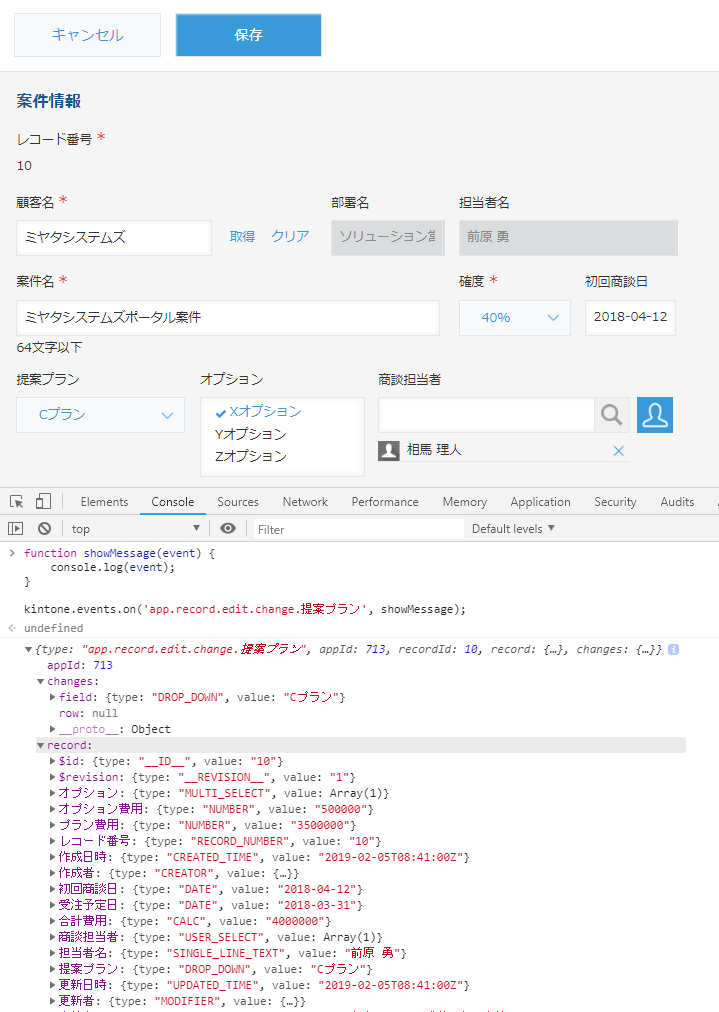 キャンセル 保存
案件情報
レコード番号 *
10
顧客名 * 部署名 担当者名
ミヤタシステムズ 取得 クリア ソリューション営 前原 勇
案件名 * 確度 * 初回商談日
ミヤタシステムズポータル案件 40% 2018-04-12
64文字以下
提案プラン オプション 商談担当者
Cプラン Xオプション
Yオプション
Zオプション
相馬 理人
Elements Console Sources Network Performance Memory Application Security Audits
top Filter Default levels
function showMessage(event) {
console.log(event);
}
kintone.events.on('app.record.edit.change.提案プラン', showMessage);
undefined
{type: "app.record.edit.change.提案プラン", appId: 713, recordId: 10, record: {…}, changes: {…}}
appId: 713
changes:
field: {type: "DROP_DOWN", value: "Cプラン"}
row: null
__proto__: Object
record:
$id: {type: "__ID__", value: "10"}
$revision: {type: "__REVISION__", value: "1"}
オプション: {type: "MULTI_SELECT", value: Array(1)}
オプション費用: {type: "NUMBER", value: "500000"}
プラン費用: {type: "NUMBER", value: "3500000"}
レコード番号: {type: "RECORD_NUMBER", value: "10"}
作成日時: {type: "CREATED_TIME", value: "2019-02-05T08:41:00Z"}
作成者: {type: "CREATOR", value: {…}}
初回商談日: {type: "DATE", value: "2018-04-12"}
受注予定日: {type: "DATE", value: "2018-03-31"}
合計費用: {type: "CALC", value: "4000000"}
商談担当者: {type: "USER_SELECT", value: Array(1)}
担当者名: {type: "SINGLE_LINE_TEXT", value: "前原 勇"}
提案プラン: {type: "DROP_DOWN", value: "Cプラン"}
更新日時: {type: "UPDATED_TIME", value: "2019-02-05T08:41:00Z"}
更新者: {type: "MODIFIER", value: {…}}